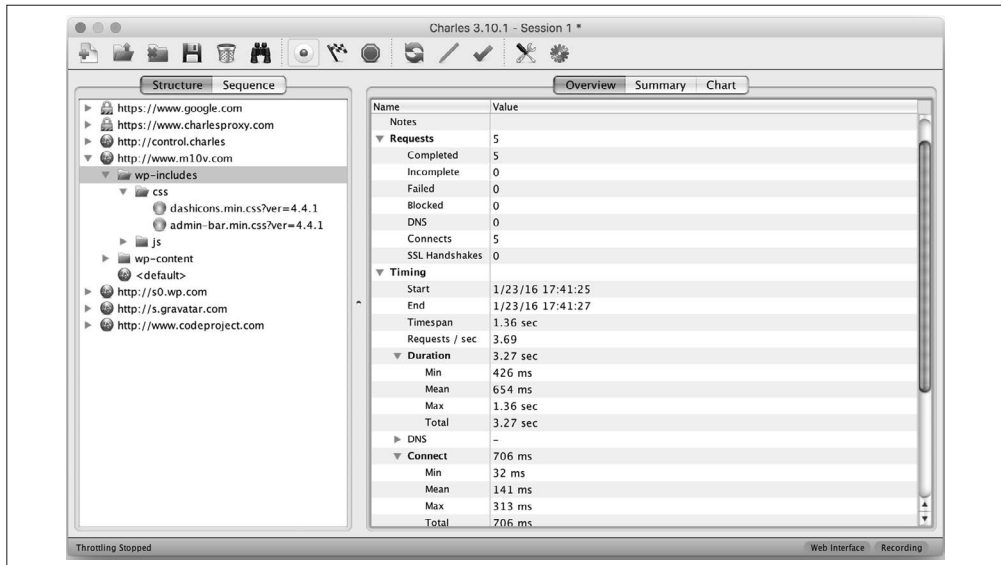 Charles 3.10.1 - Session 1 *
Structure Sequence
https://www.google.com
https://www.charlesproxy.com
http://control.charles
http://www.m10v.com
wp-includes
css
dashicons.min.css?ver=4.4.1
admin-bar.min.css?ver=4.4.1
js
wp-content
<default>
http://s0.wp.com
http://s.gravatar.com
http://www.codeproject.com
Overview Summary Chart
Name Value
Notes
Requests 5
Completed 5
Incomplete 0
Failed 0
Blocked 0
DNS 0
Connects 5
SSL Handshakes 0
Timing
Start 1/23/16 17:41:25
End 1/23/16 17:41:27
Timespan 1.36 sec
Requests / sec 3.69
Duration 3.27 sec
Min 426 ms
Mean 654 ms
Max 1.36 sec
Total 3.27 sec
DNS -
Connect 706 ms
Min 32 ms
Mean 141 ms
Max 313 ms
Total 706 ms
Throttling Stopped Web Interface Recording